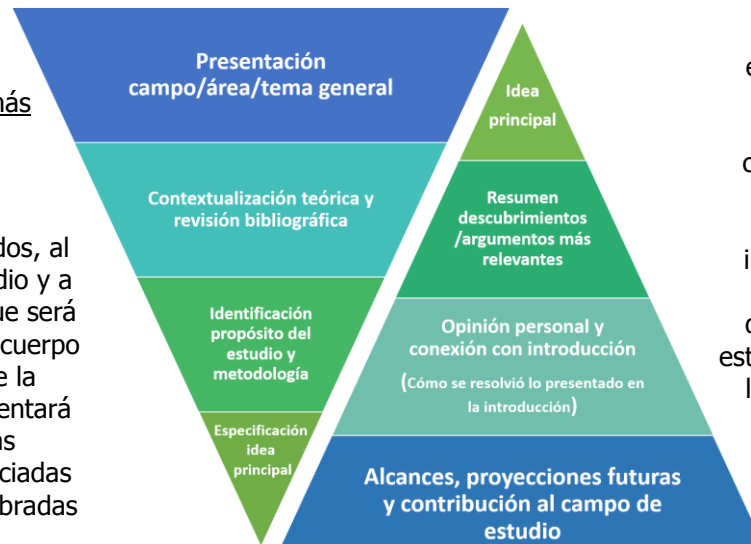 nás
dos, al
dio y a
ue será
cuerpo
e la
entará
as
ciadas
bradas
Presentación
campo/área/tema general
Contextualización teórica y
revisión bibliográfica
Identificación
propósito del
estudio y
metodología
Especificación
idea
principal
Idea
principal
Resumen
descubrimientos
/argumentos más
relevantes
Opinión personal y
conexión con introducción
(Cómo se resolvió lo presentado en
la introducción)
Alcances, proyecciones futuras
y contribución al campo de
estudio
e
i
est
l